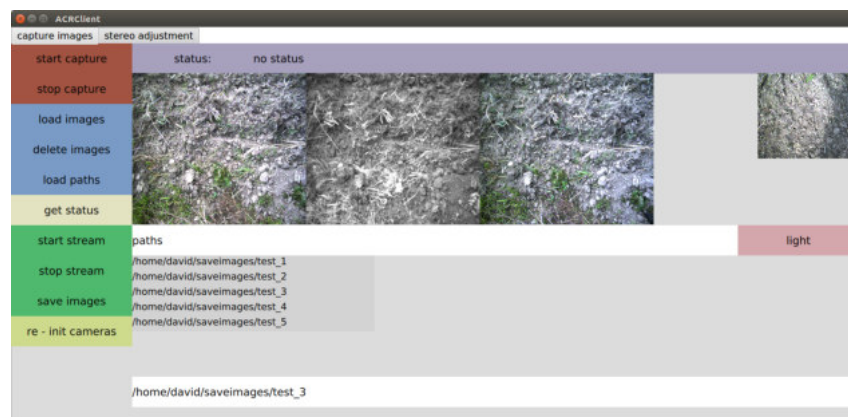 ACRClient
capture images stereo adjustment
start capture status: no status
stop capture
load images
delete images
load paths
get status
start stream paths light
/home/david/saveimages/test_1
stop stream /home/david/saveimages/test_2
/home/david/saveimages/test_3
save images /home/david/saveimages/test_4
/home/david/saveimages/test_5
re - init cameras
/home/david/saveimages/test_3